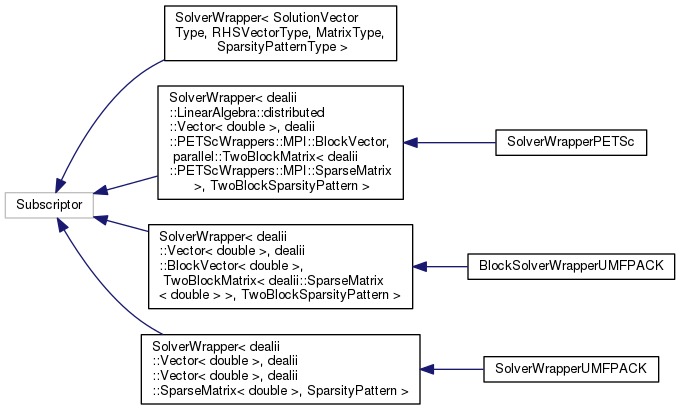 SolverWrapper< SolutionVector
Type, RHSVectorType, MatrixType,
SparsityPatternType >
SolverWrapper< dealii
::LinearAlgebra::distributed
::Vector< double >, dealii
::PETScWrappers::MPI::BlockVector,
parallel::TwoBlockMatrix< dealii
::PETScWrappers::MPI::SparseMatrix
>, TwoBlockSparsityPattern >
SolverWrapperPETSc
Subscriptor
SolverWrapper< dealii
::Vector< double >, dealii
::BlockVector< double >,
TwoBlockMatrix< dealii::SparseMatrix
< double > >, TwoBlockSparsityPattern >
BlockSolverWrapperUMFPACK
SolverWrapper< dealii
::Vector< double >, dealii
::Vector< double >, dealii
::SparseMatrix< double >, SparsityPattern >
SolverWrapperUMFPACK